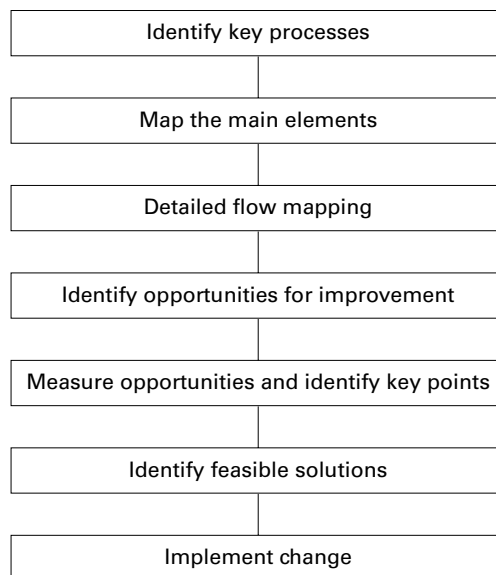 Identify key processes
Map the main elements
Detailed flow mapping
Identify opportunities for improvement
Measure opportunities and identify key points
Identify feasible solutions
Implement change